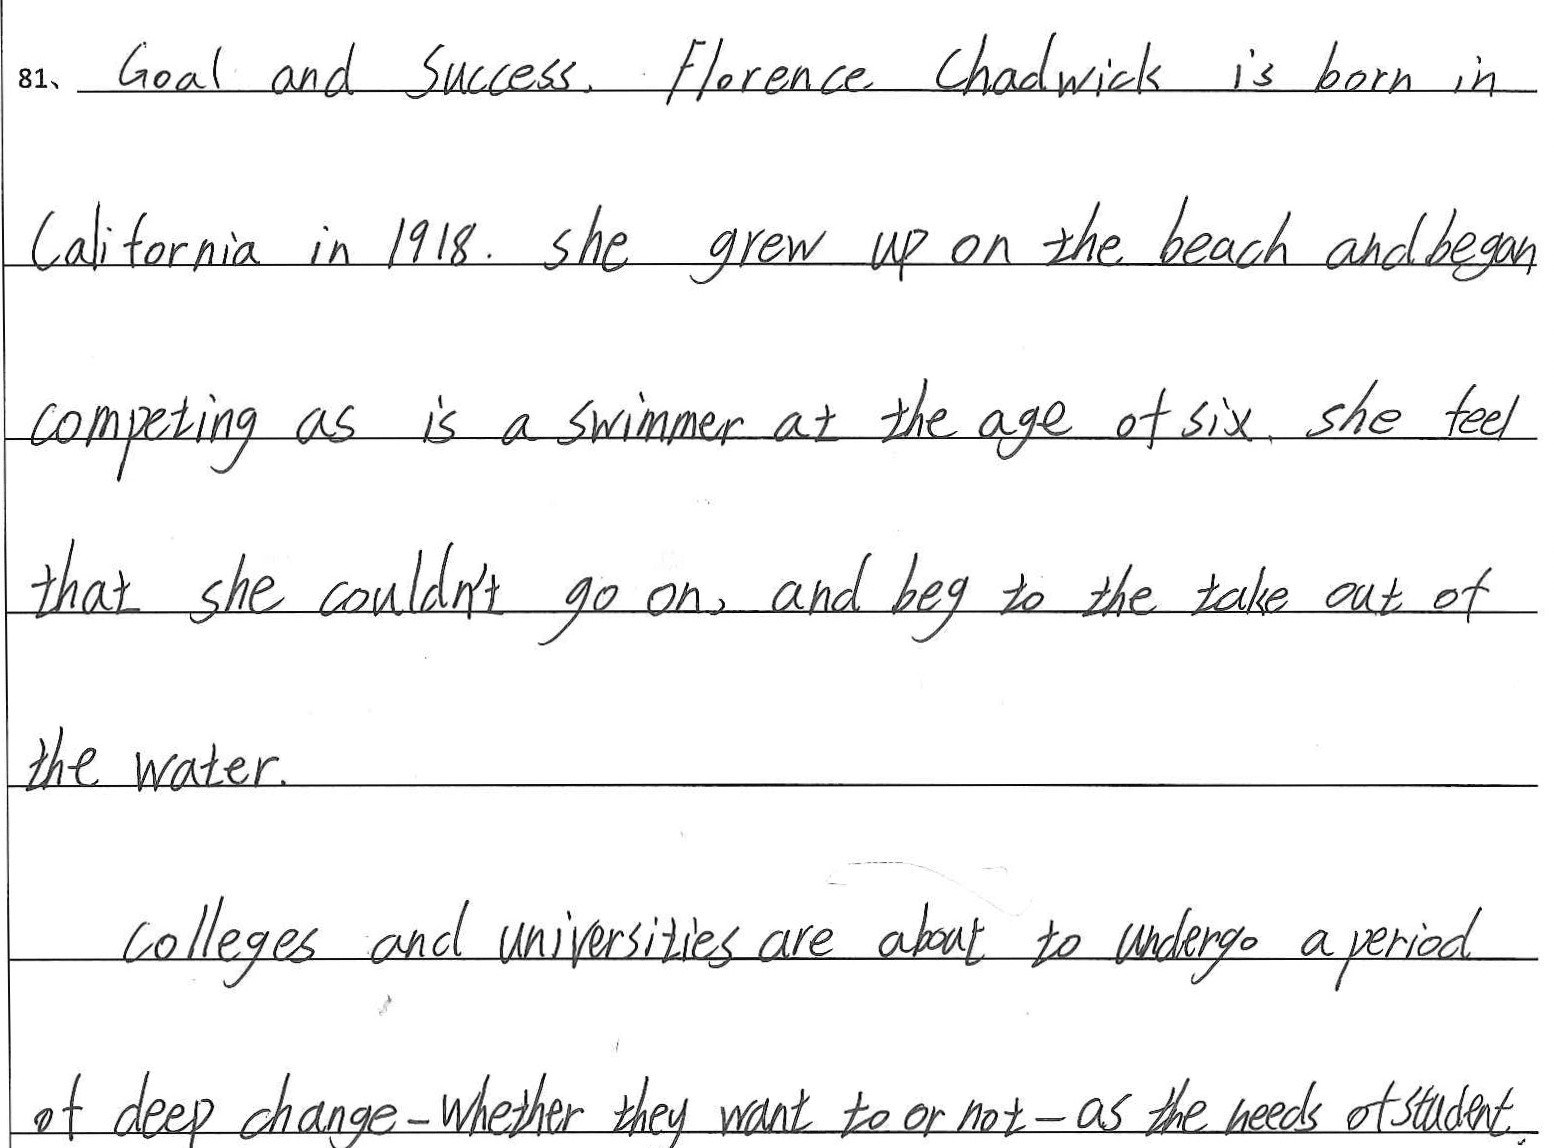 81、 Goal and Success. Florence Chadwick is born in
California in 1918. she grew up on the beach and began
competing as is a swimmer at the age of six. she feel
that she couldn't go on, and beg to the take out of
the water.
colleges and universities are about to undergo a period
of deep change-whether they want to or not-as the needs of student.